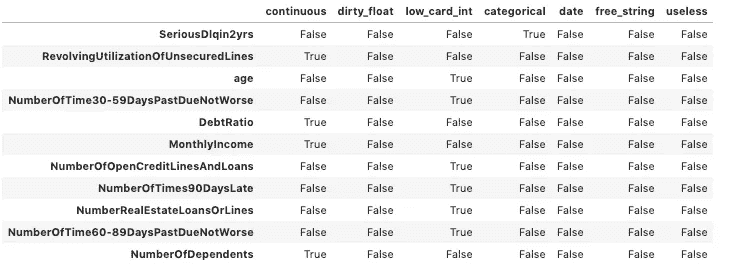 continuous dirty_float low_card_int categorical date free_string useless
SeriousDlqin2yrs False False False True False False False
RevolvingUtilizationOfUnsecuredLines True False False False False False False
age False False True False False False False
NumberOfTime30-59DaysPastDueNotWorse False False True False False False False
DebtRatio True False False False False False False
MonthlyIncome True False False False False False False
NumberOfOpenCreditLinesAndLoans False False True False False False False
NumberOfTimes90DaysLate False False True False False False False
NumberRealEstateLoansOrLines False False True False False False False
NumberOfTime60-89DaysPastDueNotWorse False False True False False False False
NumberOfDependents True False False False False False False